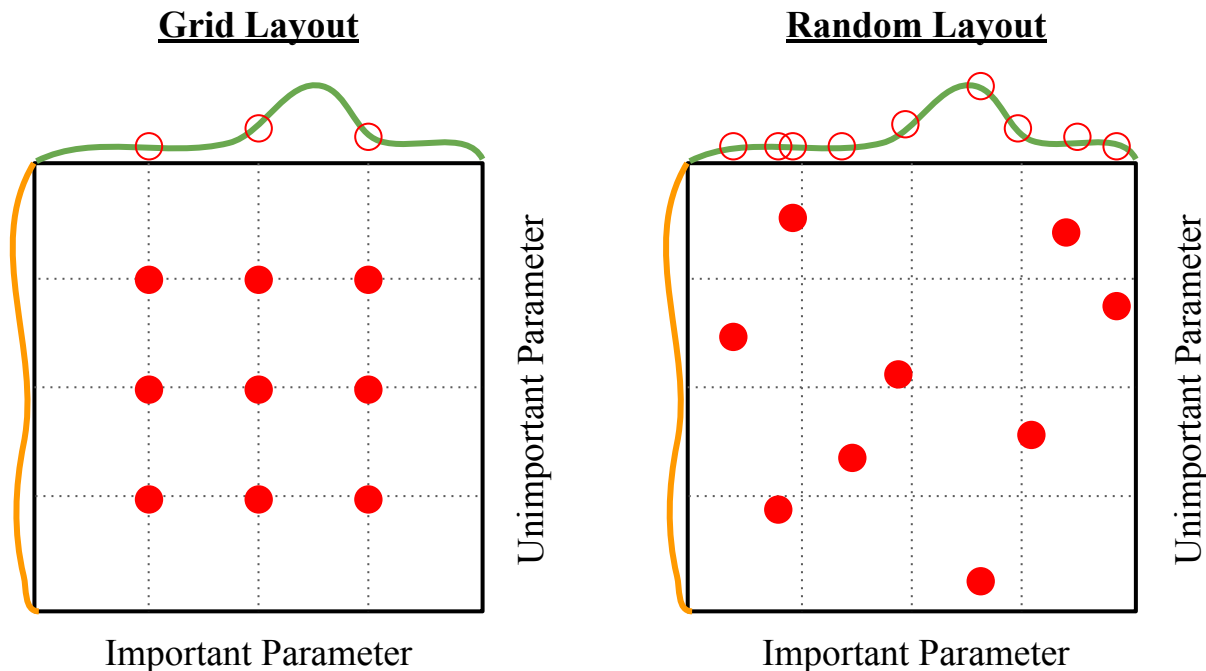 Grid Layout
Random Layout
Unimportant Parameter
Unimportant Parameter
Important Parameter
Important Parameter